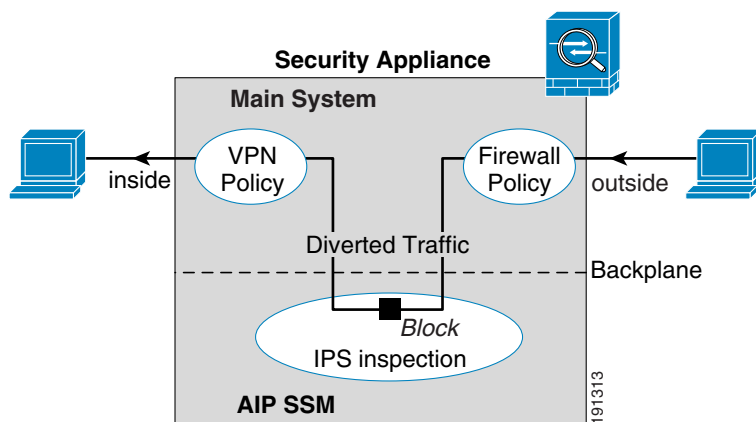 Security Appliance
Main System
VPN
Policy
Firewall
Policy
inside
outside
Diverted Traffic
Backplane
Block
IPS inspection
AIP SSM
191313